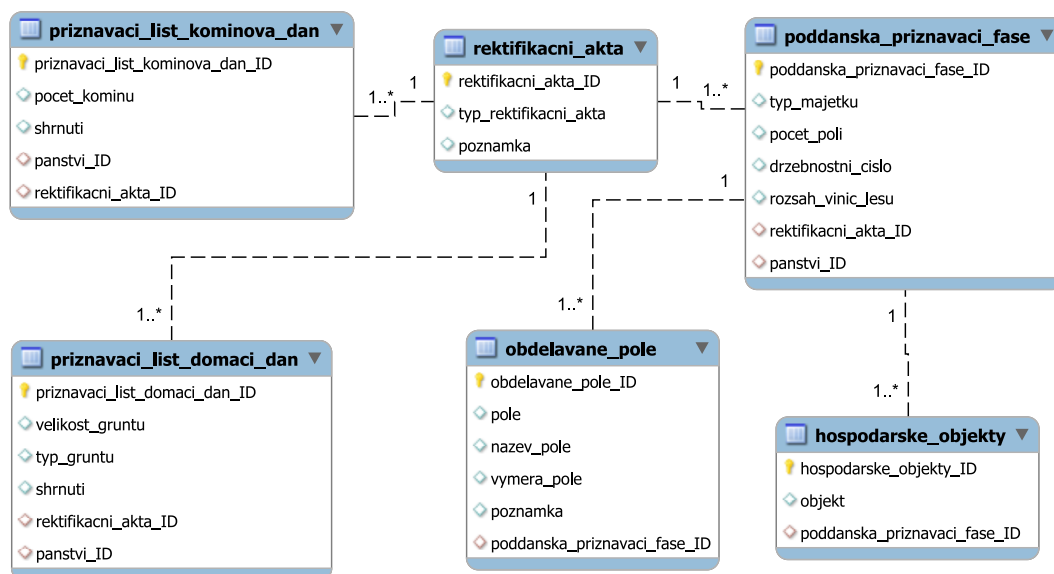 priznavaci_list_kominova_dan
priznavaci_list_kominova_dan_ID
pocet_kominu
shrnuti
panstvi_ID
rektifikacni_akta_ID
1..*
1
rektifikacni_akta
rektifikacni_akta_ID
typ_rektifikacni_akta
poznamka
1
1..*
1
poddanska_priznavaci_fase
poddanska_priznavaci_fase_ID
typ_majetku
pocet_poli
drzebnostni_cislo
rozsah_vinic_lesu
rektifikacni_akta_ID
panstvi_ID
1
1
1..*
priznavaci_list_domaci_dan
priznavaci_list_domaci_dan_ID
velikost_gruntu
typ_gruntu
shrnuti
rektifikacni_akta_ID
panstvi_ID
1..*
obdelavane_pole
obdelavane_pole_ID
pole
nazev_pole
vymera_pole
poznamka
poddanska_priznavaci_fase_ID
1..*
hospodarske_objekty
hospodarske_objekty_ID
objekt
poddanska_priznavaci_fase_ID